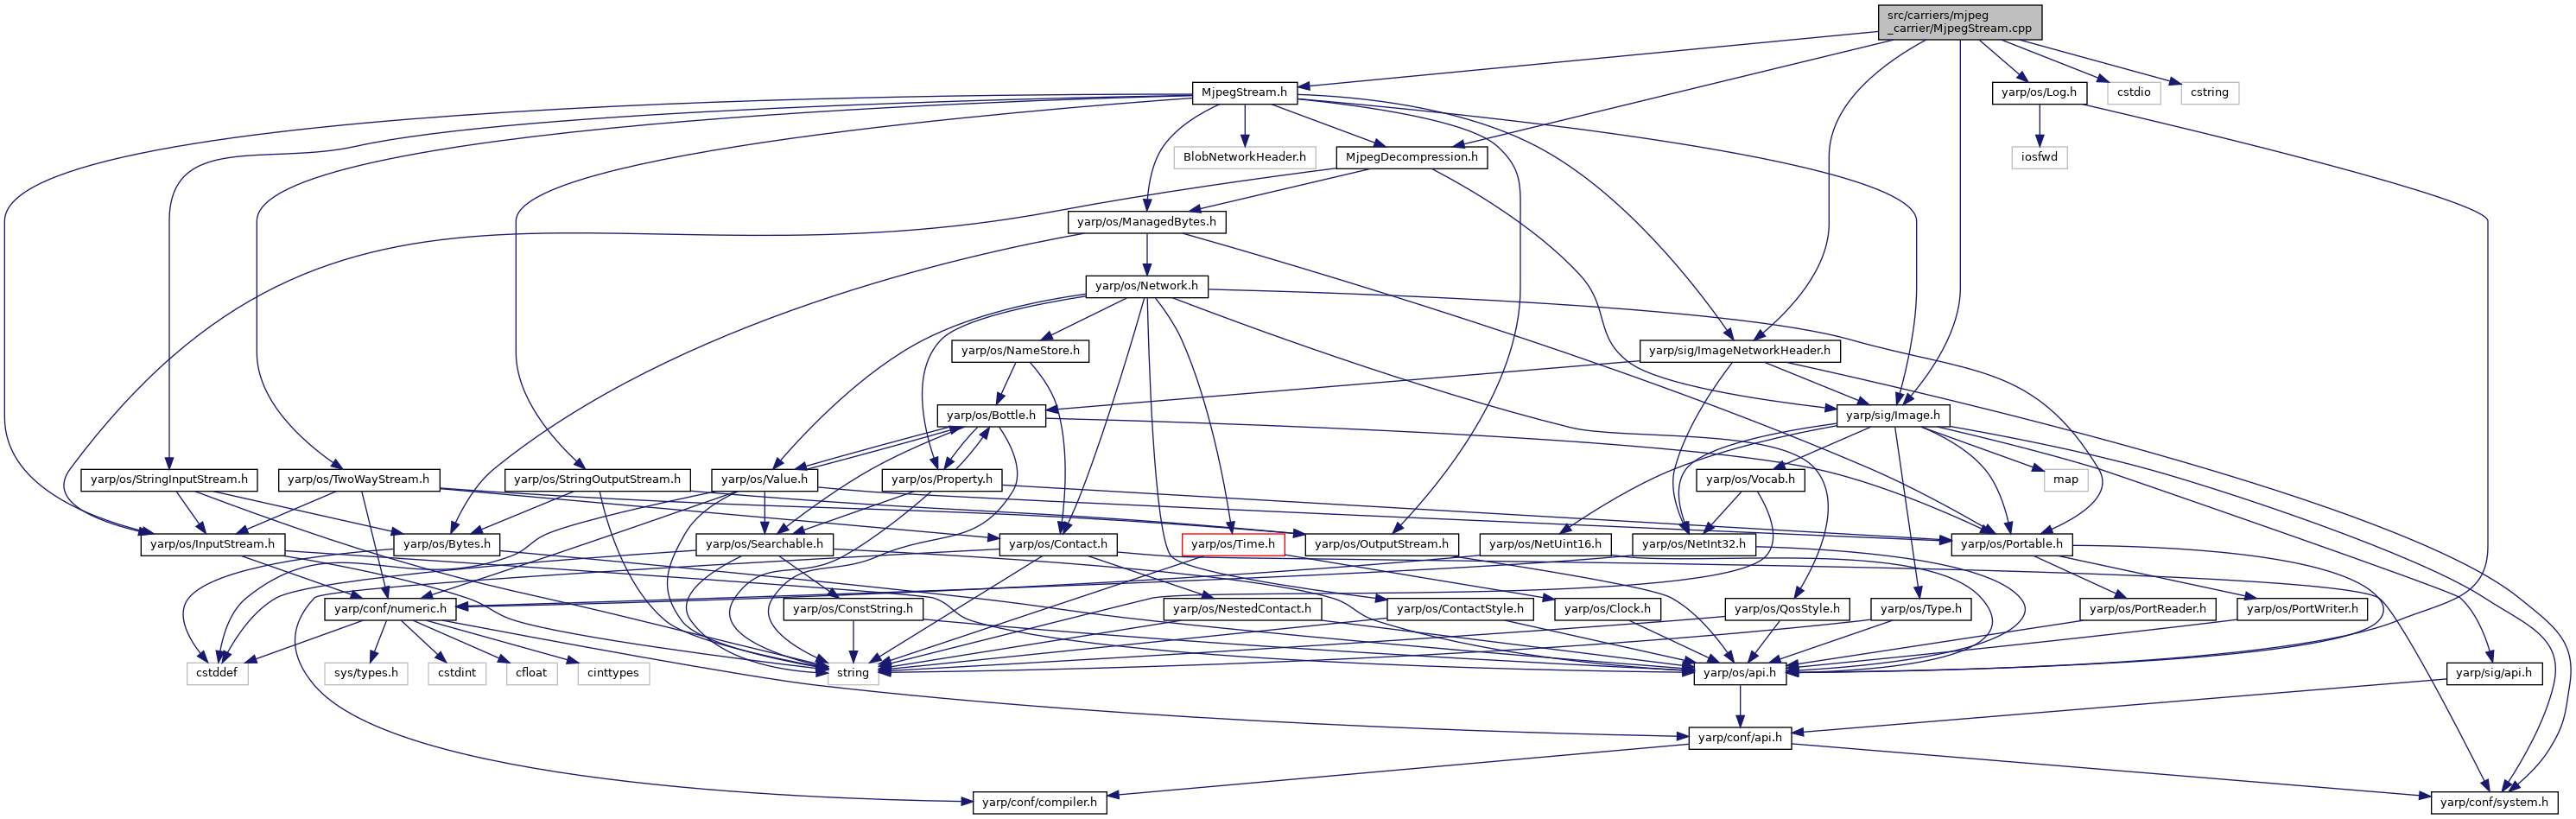 src/carriers/mjpeg
_carrier/MjpegStream.cpp
MjpegStream.h
yarp/os/Log.h
cstdio
cstring
BlobNetworkHeader.h
MjpegDecompression.h
iosfwd
yarp/os/ManagedBytes.h
yarp/os/Network.h
yarp/os/NameStore.h
yarp/sig/ImageNetworkHeader.h
yarp/os/Bottle.h
yarp/sig/Image.h
yarp/os/StringInputStream.h
yarp/os/TwoWayStream.h
yarp/os/StringOutputStream.h
yarp/os/Value.h
yarp/os/Property.h
yarp/os/Vocab.h
map
yarp/os/InputStream.h
yarp/os/Bytes.h
yarp/os/Searchable.h
yarp/os/Contact.h
yarp/os/Time.h
yarp/os/OutputStream.h
yarp/os/NetUint16.h
yarp/os/NetInt32.h
yarp/os/Portable.h
yarp/conf/numeric.h
yarp/os/ConstString.h
yarp/os/NestedContact.h
yarp/os/ContactStyle.h
yarp/os/Clock.h
yarp/os/QosStyle.h
yarp/os/Type.h
yarp/os/PortReader.h
yarp/os/PortWriter.h
cstddef
sys/types.h
cstdint
cfloat
cinttypes
string
yarp/os/api.h
yarp/sig/api.h
yarp/conf/api.h
yarp/conf/compiler.h
yarp/conf/system.h